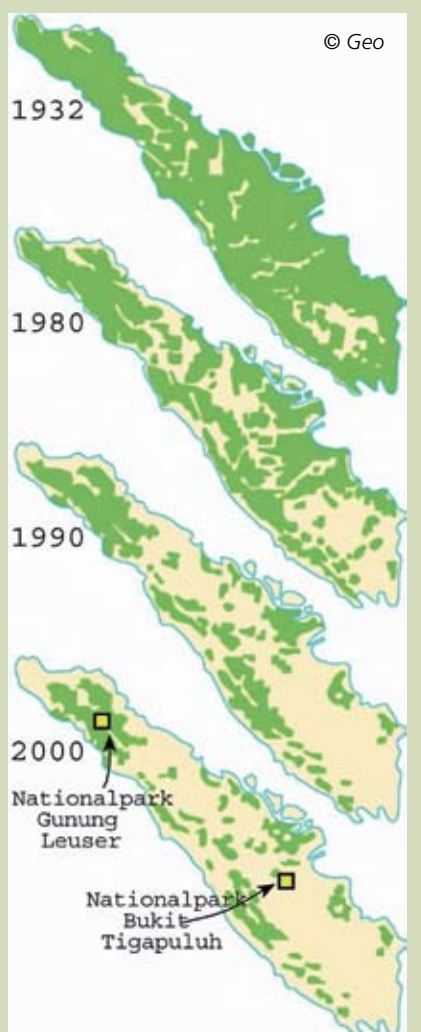 © Geo
1932
1980
1990
2000
Nationalpark
Gunung
Leuser
Nationalpark
Bukit
Tigapuluh